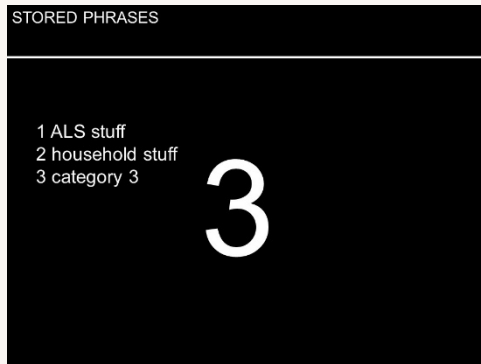 STORED PHRASES
1 ALS stuff
2 household stuff
3 category 3
3